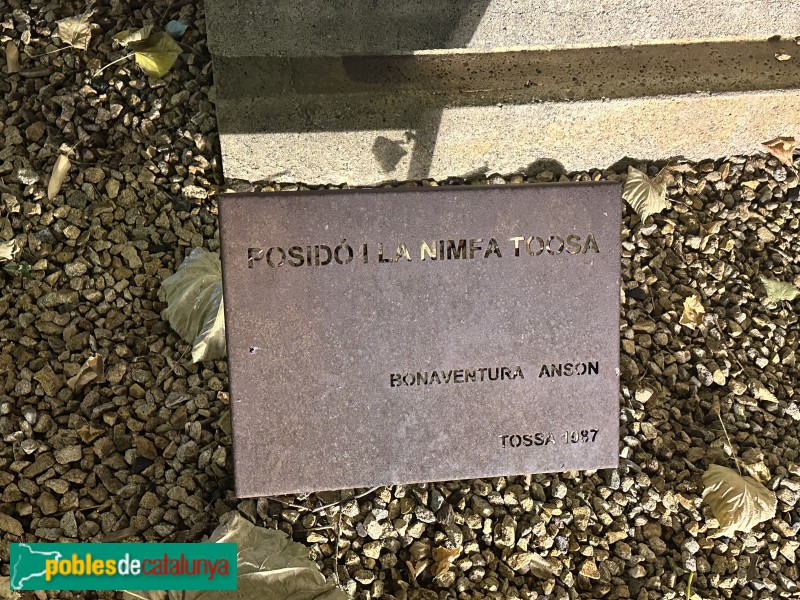 POSIDÓ I LA NIMFA TOOSA
BONAVENTURA ANSON
TOSSA 1987
poblesdecatalunya